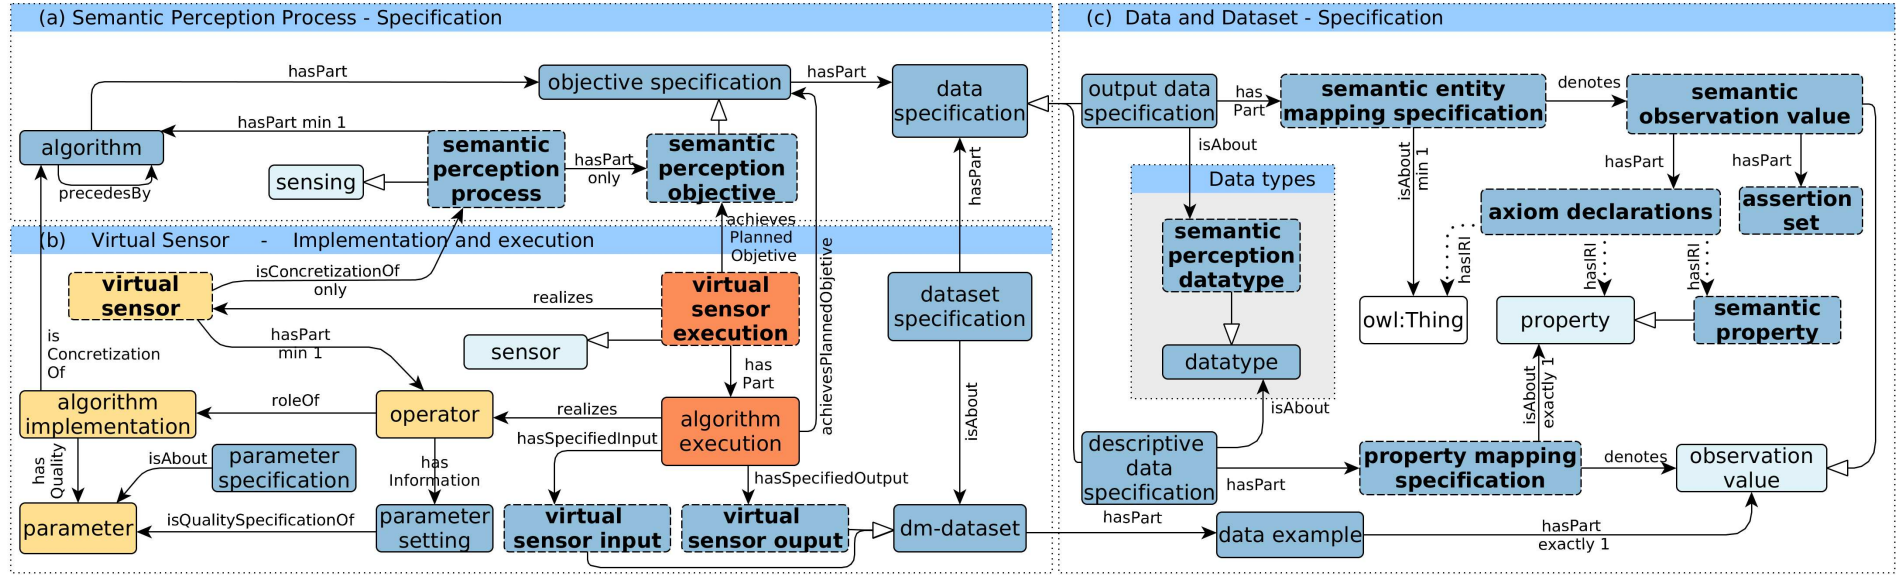 (a) Semantic Perception Process - Specification
hasPart
objective specification
hasPart
data
specification
hasPart min 1
algorithm
precedesBy
semantic
perception
process
sensing
hasPart
only
semantic
perception
objective
hasPart
achieves
Planned
Objetive
(b) Virtual Sensor - Implementation and execution
virtual
sensor
isConcretizationOf
only
realizes
virtual
sensor
execution
achievesPlannedObjetive
dataset
specification
is
Concretization
Of
hasPart
min 1
sensor
has
Part
isAbout
algorithm
implementation
roleOf
operator
realizes
algorithm
execution
hasSpecifiedInput
has
Quality
isAbout
parameter
specification
has
Information
hasSpecifiedOutput
parameter
isQualitySpecificationOf
parameter
setting
virtual
sensor input
virtual
sensor ouput
dm-dataset
(c) Data and Dataset - Specification
output data
specification
has
Part
semantic entity
mapping specification
denotes
semantic
observation value
isAbout
isAbout
min 1
hasPart
hasPart
Data types
axiom declarations
assertion
set
semantic
perception
datatype
hasIRI
hasIRI
hasIRI
owl:Thing
property
semantic
property
datatype
isAbout
isAbout
exactly 1
descriptive
data
specification
hasPart
property mapping
specification
denotes
observation
value
hasPart
data example
hasPart
exactly 1